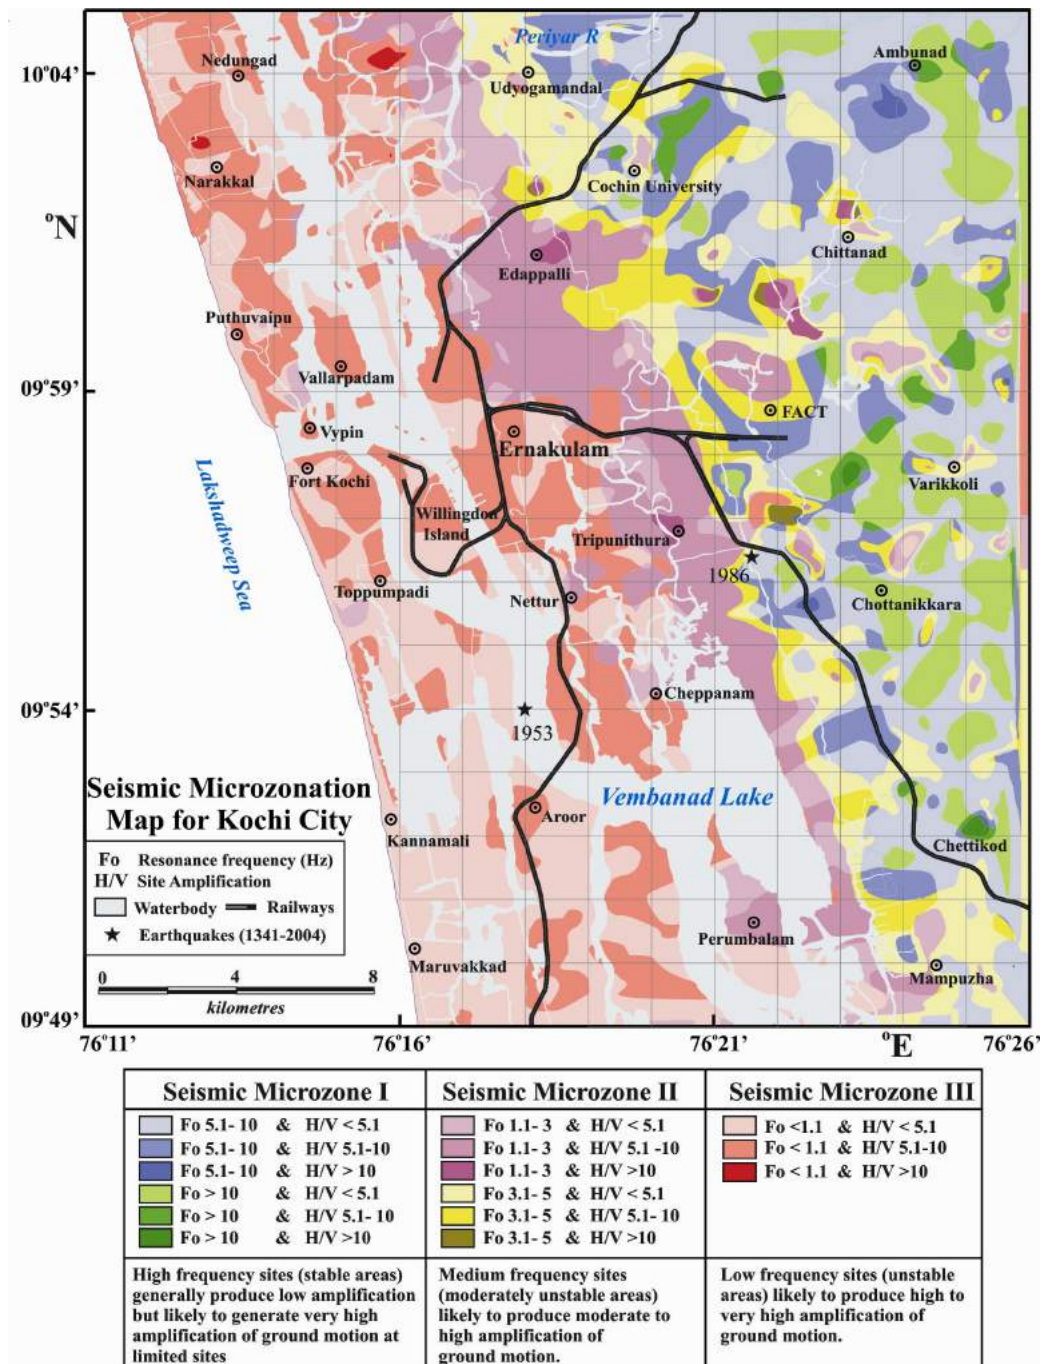 Periyar R
Nedungad
Ambunad
10°04'
Udyogamandal
Narakkal
Cochin University
°N
Chittanad
Edappalli
Puthuvaipu
Vallarpadam
09°59'
FACT
Vypin
Ernakulam
Fort Kochi
Varikkoli
Lakshadweep Sea
Willingdon
Island
Tripunithura
1986
Toppumpadi
Nettur
Chottanikkara
Cheppanam
09°54'
1953
Seismic Microzonation
Map for Kochi City
Vembanad Lake
Aroor
Kannamali
Chettikod
Fo Resonance frequency (Hz)
H/V Site Amplification
Waterbody Railways
★ Earthquakes (1341-2004)
Perumbalam
Maruvakkad
Mampuzha
0 4 8
kilometres
09°49'
76°11' 76°16' 76°21' °E 76°26'
Seismic Microzone I Seismic Microzone II Seismic Microzone III
Fo 5.1- 10 & H/V < 5.1 Fo 1.1- 3 & H/V < 5.1 Fo <1.1 & H/V < 5.1
Fo 5.1- 10 & H/V 5.1-10 Fo 1.1- 3 & H/V 5.1 -10 Fo < 1.1 & H/V 5.1-10
Fo 5.1- 10 & H/V > 10 Fo 1.1- 3 & H/V >10 Fo < 1.1 & H/V >10
Fo > 10 & H/V < 5.1 Fo 3.1- 5 & H/V < 5.1
Fo > 10 & H/V 5.1- 10 Fo 3.1- 5 & H/V 5.1- 10
Fo > 10 & H/V >10 Fo 3.1- 5 & H/V >10
High frequency sites (stable areas)
generally produce low amplification
but likely to generate very high
amplification of ground motion at
limited sites
Medium frequency sites
(moderately unstable areas)
likely to produce moderate to
high amplification of
ground motion.
Low frequency sites (unstable
areas) likely to produce high to
very high amplification of
ground motion.